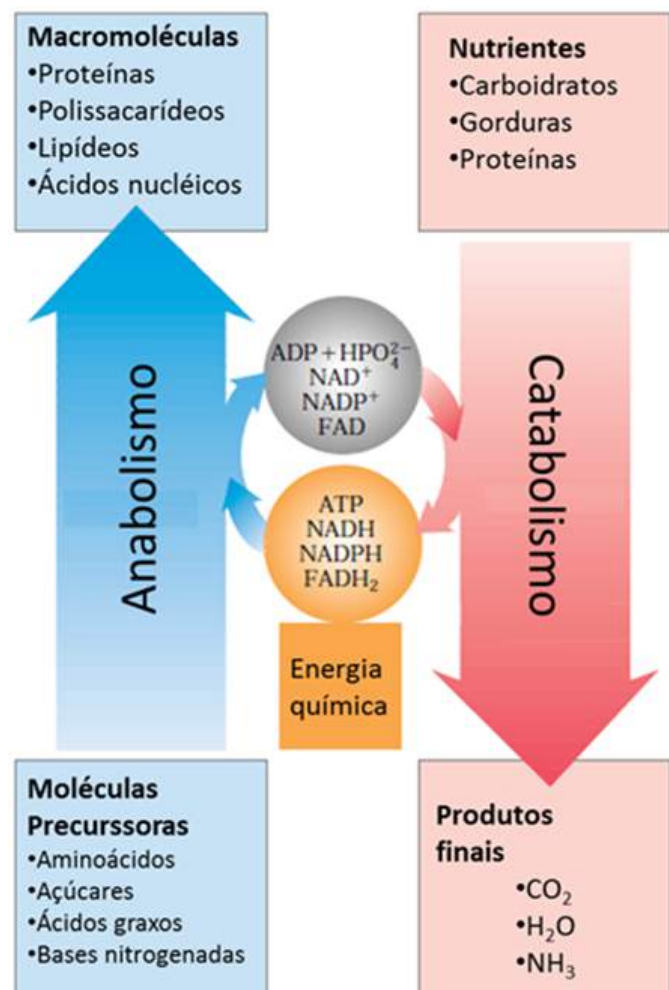 Macromoléculas
•Proteínas
•Polissacarídeos
•Lipídeos
•Ácidos nucléicos
Nutrientes
•Carboidratos
•Gorduras
•Proteínas
Anabolismo
ADP + HPO₄²⁻
NAD⁺
NADP⁺
FAD
ATP
NADH
NADPH
FADH₂
Energia
química
Catabolismo
Moléculas
Precurssoras
•Aminoácidos
•Açúcares
•Ácidos graxos
•Bases nitrogenadas
Produtos
finais
•CO₂
•H₂O
•NH₃